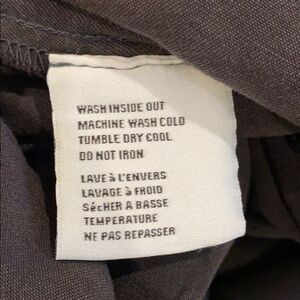 WASH INSIDE OUT
MACHINE WASH COLD
TUMBLE DRY COOL
DO NOT IRON
LAVE à L'ENVERS
LAVAGE à FROID
SéCHER A BASSE
TEMPERATURE
NE PAS REPASSER